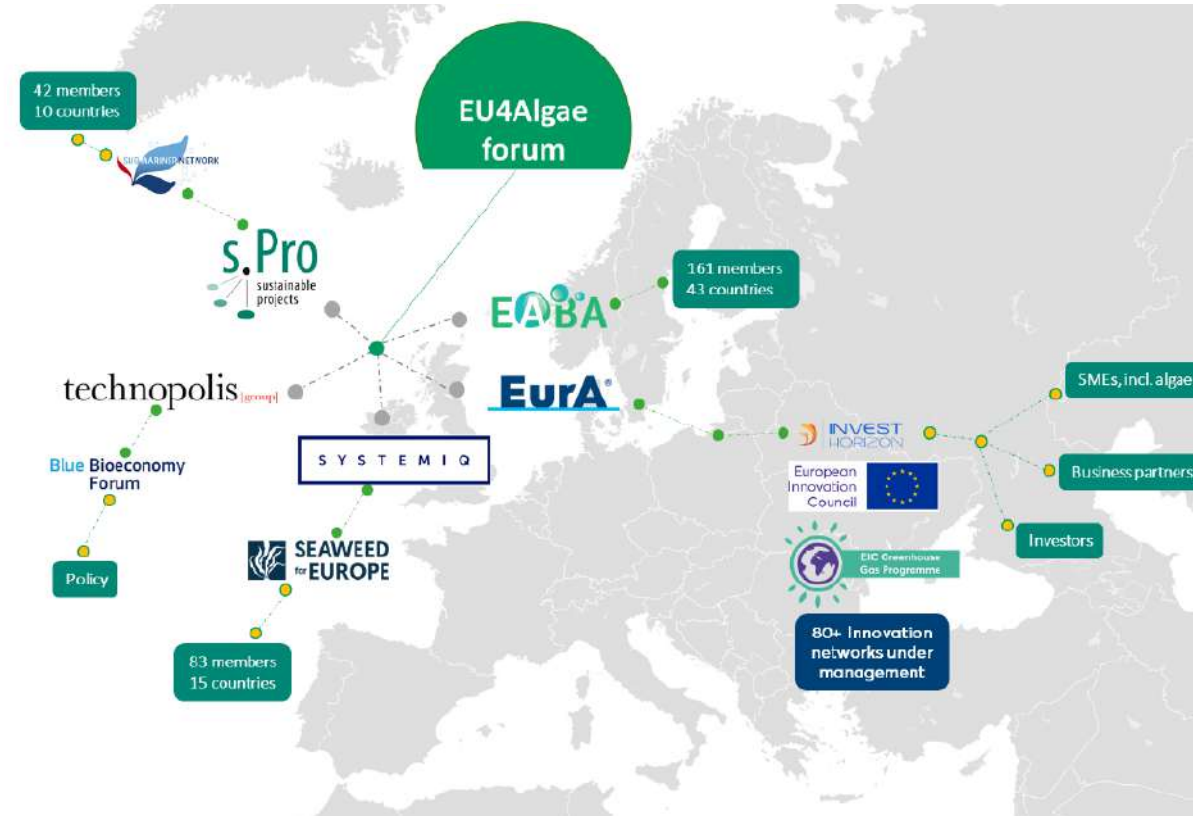 EU4Algae
forum
42 members
10 countries
SUBMARINER NETWORK
s.Pro
sustainable
projects
EABA
161 members
43 countries
technopolis |group|
EurA®
SMEs, incl. algae
INVEST
HORIZON
Blue Bioeconomy
Forum
SYSTEMIQ
European
Innovation
Council
Business partners
SEAWEED
for EUROPE
Investors
EIC Greenhouse
Gas Programme
Policy
80+ Innovation
networks under
management
83 members
15 countries